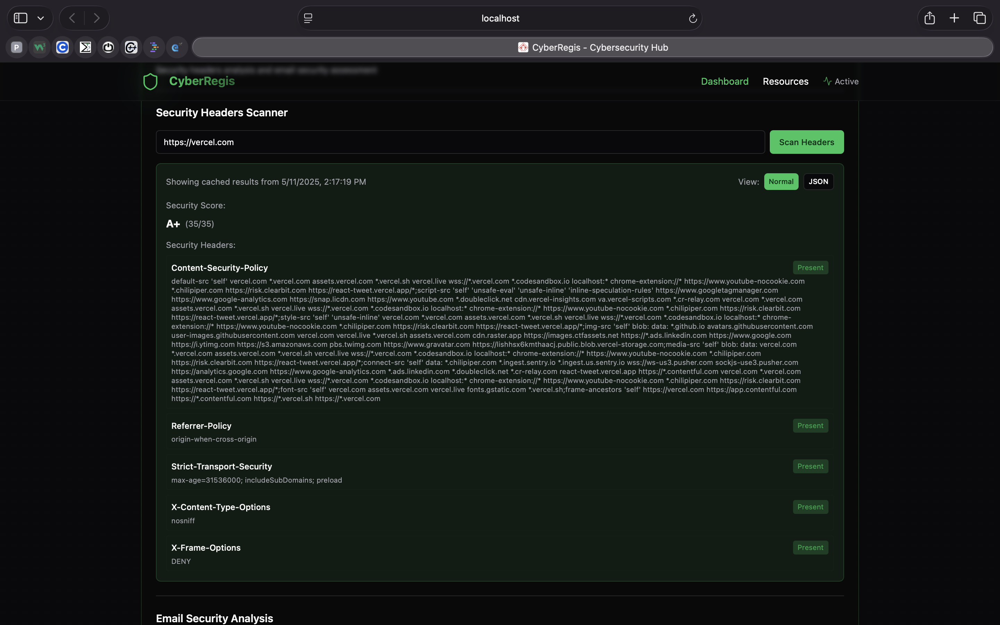 localhost
P
W3
C
C++
e
CyberRegis - Cybersecurity Hub
Security headers analysis and email security assessment
CyberRegis
Dashboard
Resources
Active
Security Headers Scanner
https://vercel.com
Scan Headers
Showing cached results from 5/11/2025, 2:17:19 PM
View:
Normal
JSON
Security Score:
A+ (35/35)
Security Headers:
Content-Security-Policy
Present
default-src 'self' vercel.com *.vercel.com assets.vercel.com *.vercel.sh vercel.live wss://*.vercel.com *.codesandbox.io localhost:* chrome-extension://* https://www.youtube-nocookie.com
*.chilipiper.com https://risk.clearbit.com https://react-tweet.vercel.app/*;script-src 'self' 'unsafe-eval' 'unsafe-inline' 'inline-speculation-rules' https://www.googletagmanager.com
https://www.google-analytics.com https://snap.licdn.com https://www.youtube.com *.doubleclick.net cdn.vercel-insights.com va.vercel-scripts.com *.cr-relay.com vercel.com *.vercel.com
assets.vercel.com *.vercel.sh vercel.live wss://*.vercel.com *.codesandbox.io localhost:* chrome-extension://* https://www.youtube-nocookie.com *.chilipiper.com https://risk.clearbit.com
https://react-tweet.vercel.app/*;style-src 'self' 'unsafe-inline' vercel.com *.vercel.com assets.vercel.com *.vercel.sh vercel.live wss://*.vercel.com *.codesandbox.io localhost:* chrome-
extension://* https://www.youtube-nocookie.com *.chilipiper.com https://risk.clearbit.com https://react-tweet.vercel.app/*;img-src 'self' blob: data: *.github.io avatars.githubusercontent.com
user-images.githubusercontent.com vercel.com vercel.live *.vercel.sh assets.vercel.com cdn.raster.app https://images.ctfassets.net https://*.ads.linkedin.com https://www.google.com
https://i.ytimg.com https://s3.amazonaws.com pbs.twimg.com https://www.gravatar.com https://lishhsx6kmthaacj.public.blob.vercel-storage.com;media-src 'self' blob: data: vercel.com
*.vercel.com assets.vercel.com *.vercel.sh vercel.live wss://*.vercel.com *.codesandbox.io localhost:* chrome-extension://* https://www.youtube-nocookie.com *.chilipiper.com
https://risk.clearbit.com https://react-tweet.vercel.app/*;connect-src 'self' data: *.chilipiper.com *.ingest.sentry.io *.ingest.us.sentry.io wss://ws-us3.pusher.com sockjs-use3.pusher.com
https://analytics.google.com https://www.google-analytics.com *.ads.linkedin.com *.doubleclick.net *.cr-relay.com react-tweet.vercel.app https://*.contentful.com vercel.com *.vercel.com
assets.vercel.com *.vercel.sh vercel.live wss://*.vercel.com *.codesandbox.io localhost:* chrome-extension://* https://www.youtube-nocookie.com *.chilipiper.com https://risk.clearbit.com
https://react-tweet.vercel.app/*;font-src 'self' vercel.com assets.vercel.com vercel.live fonts.gstatic.com *.vercel.sh;frame-ancestors 'self' https://vercel.com https://app.contentful.com
https://*.contentful.com https://*.vercel.sh https://*.vercel.com
Referrer-Policy
Present
origin-when-cross-origin
Strict-Transport-Security
Present
max-age=31536000; includeSubDomains; preload
X-Content-Type-Options
Present
nosniff
X-Frame-Options
Present
DENY
Email Security Analysis